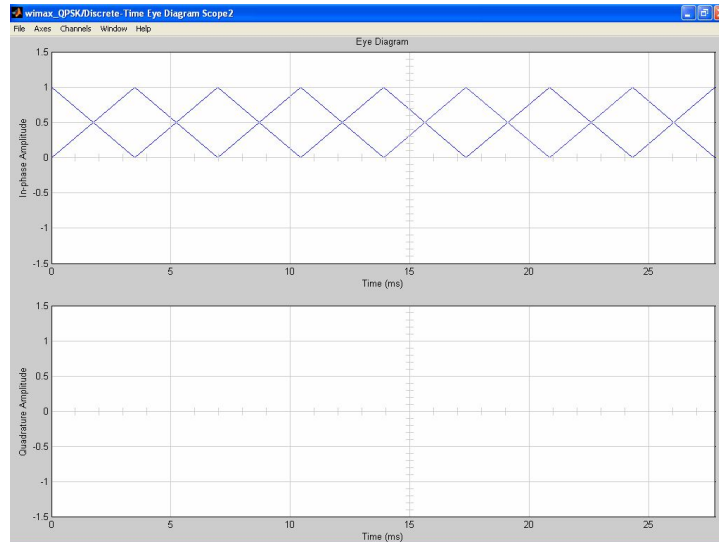 wimax_QPSK/Discrete-Time Eye Diagram Scope2
File Axes Channels Window Help
Eye Diagram
1.5
1
0.5
0
-0.5
-1
-1.5
In-phase Amplitude
0 5 10 15 20 25
Time (ms)
1.5
1
0.5
0
-0.5
-1
-1.5
Quadrature Amplitude
0 5 10 15 20 25
Time (ms)